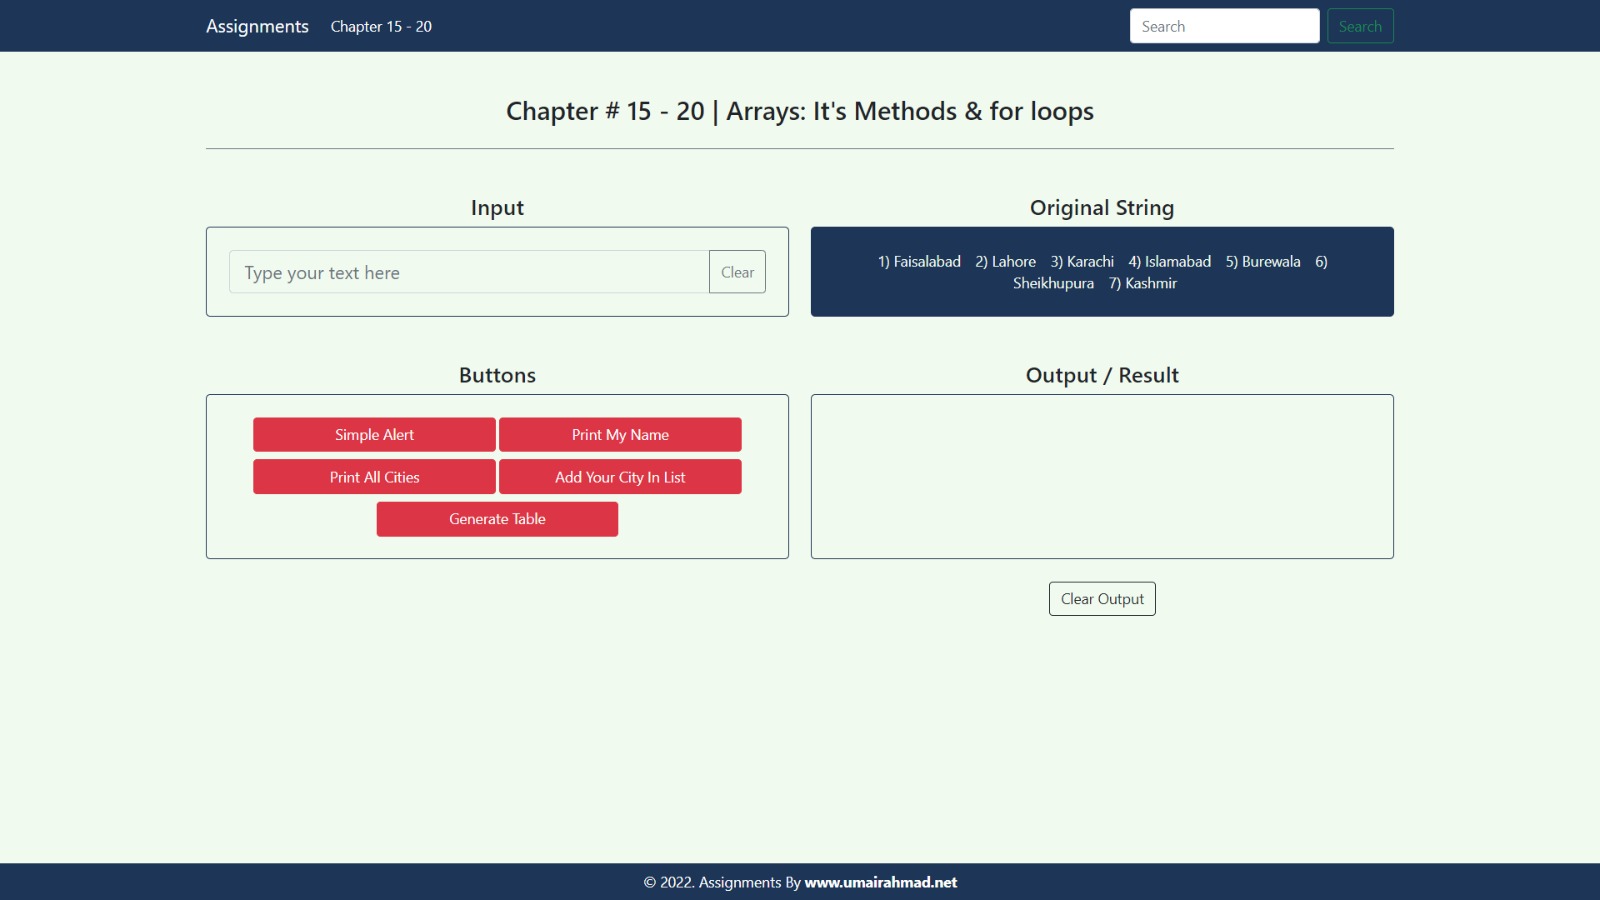 Assignments
Chapter 15 - 20
Search
Search
Chapter # 15 - 20 | Arrays: It's Methods & for loops
Input
Type your text here
Clear
Original String
1) Faisalabad 2) Lahore 3) Karachi 4) Islamabad 5) Burewala 6)
Sheikhupura 7) Kashmir
Buttons
Simple Alert
Print My Name
Print All Cities
Add Your City In List
Generate Table
Output / Result
Clear Output
© 2022. Assignments By www.umairahmad.net